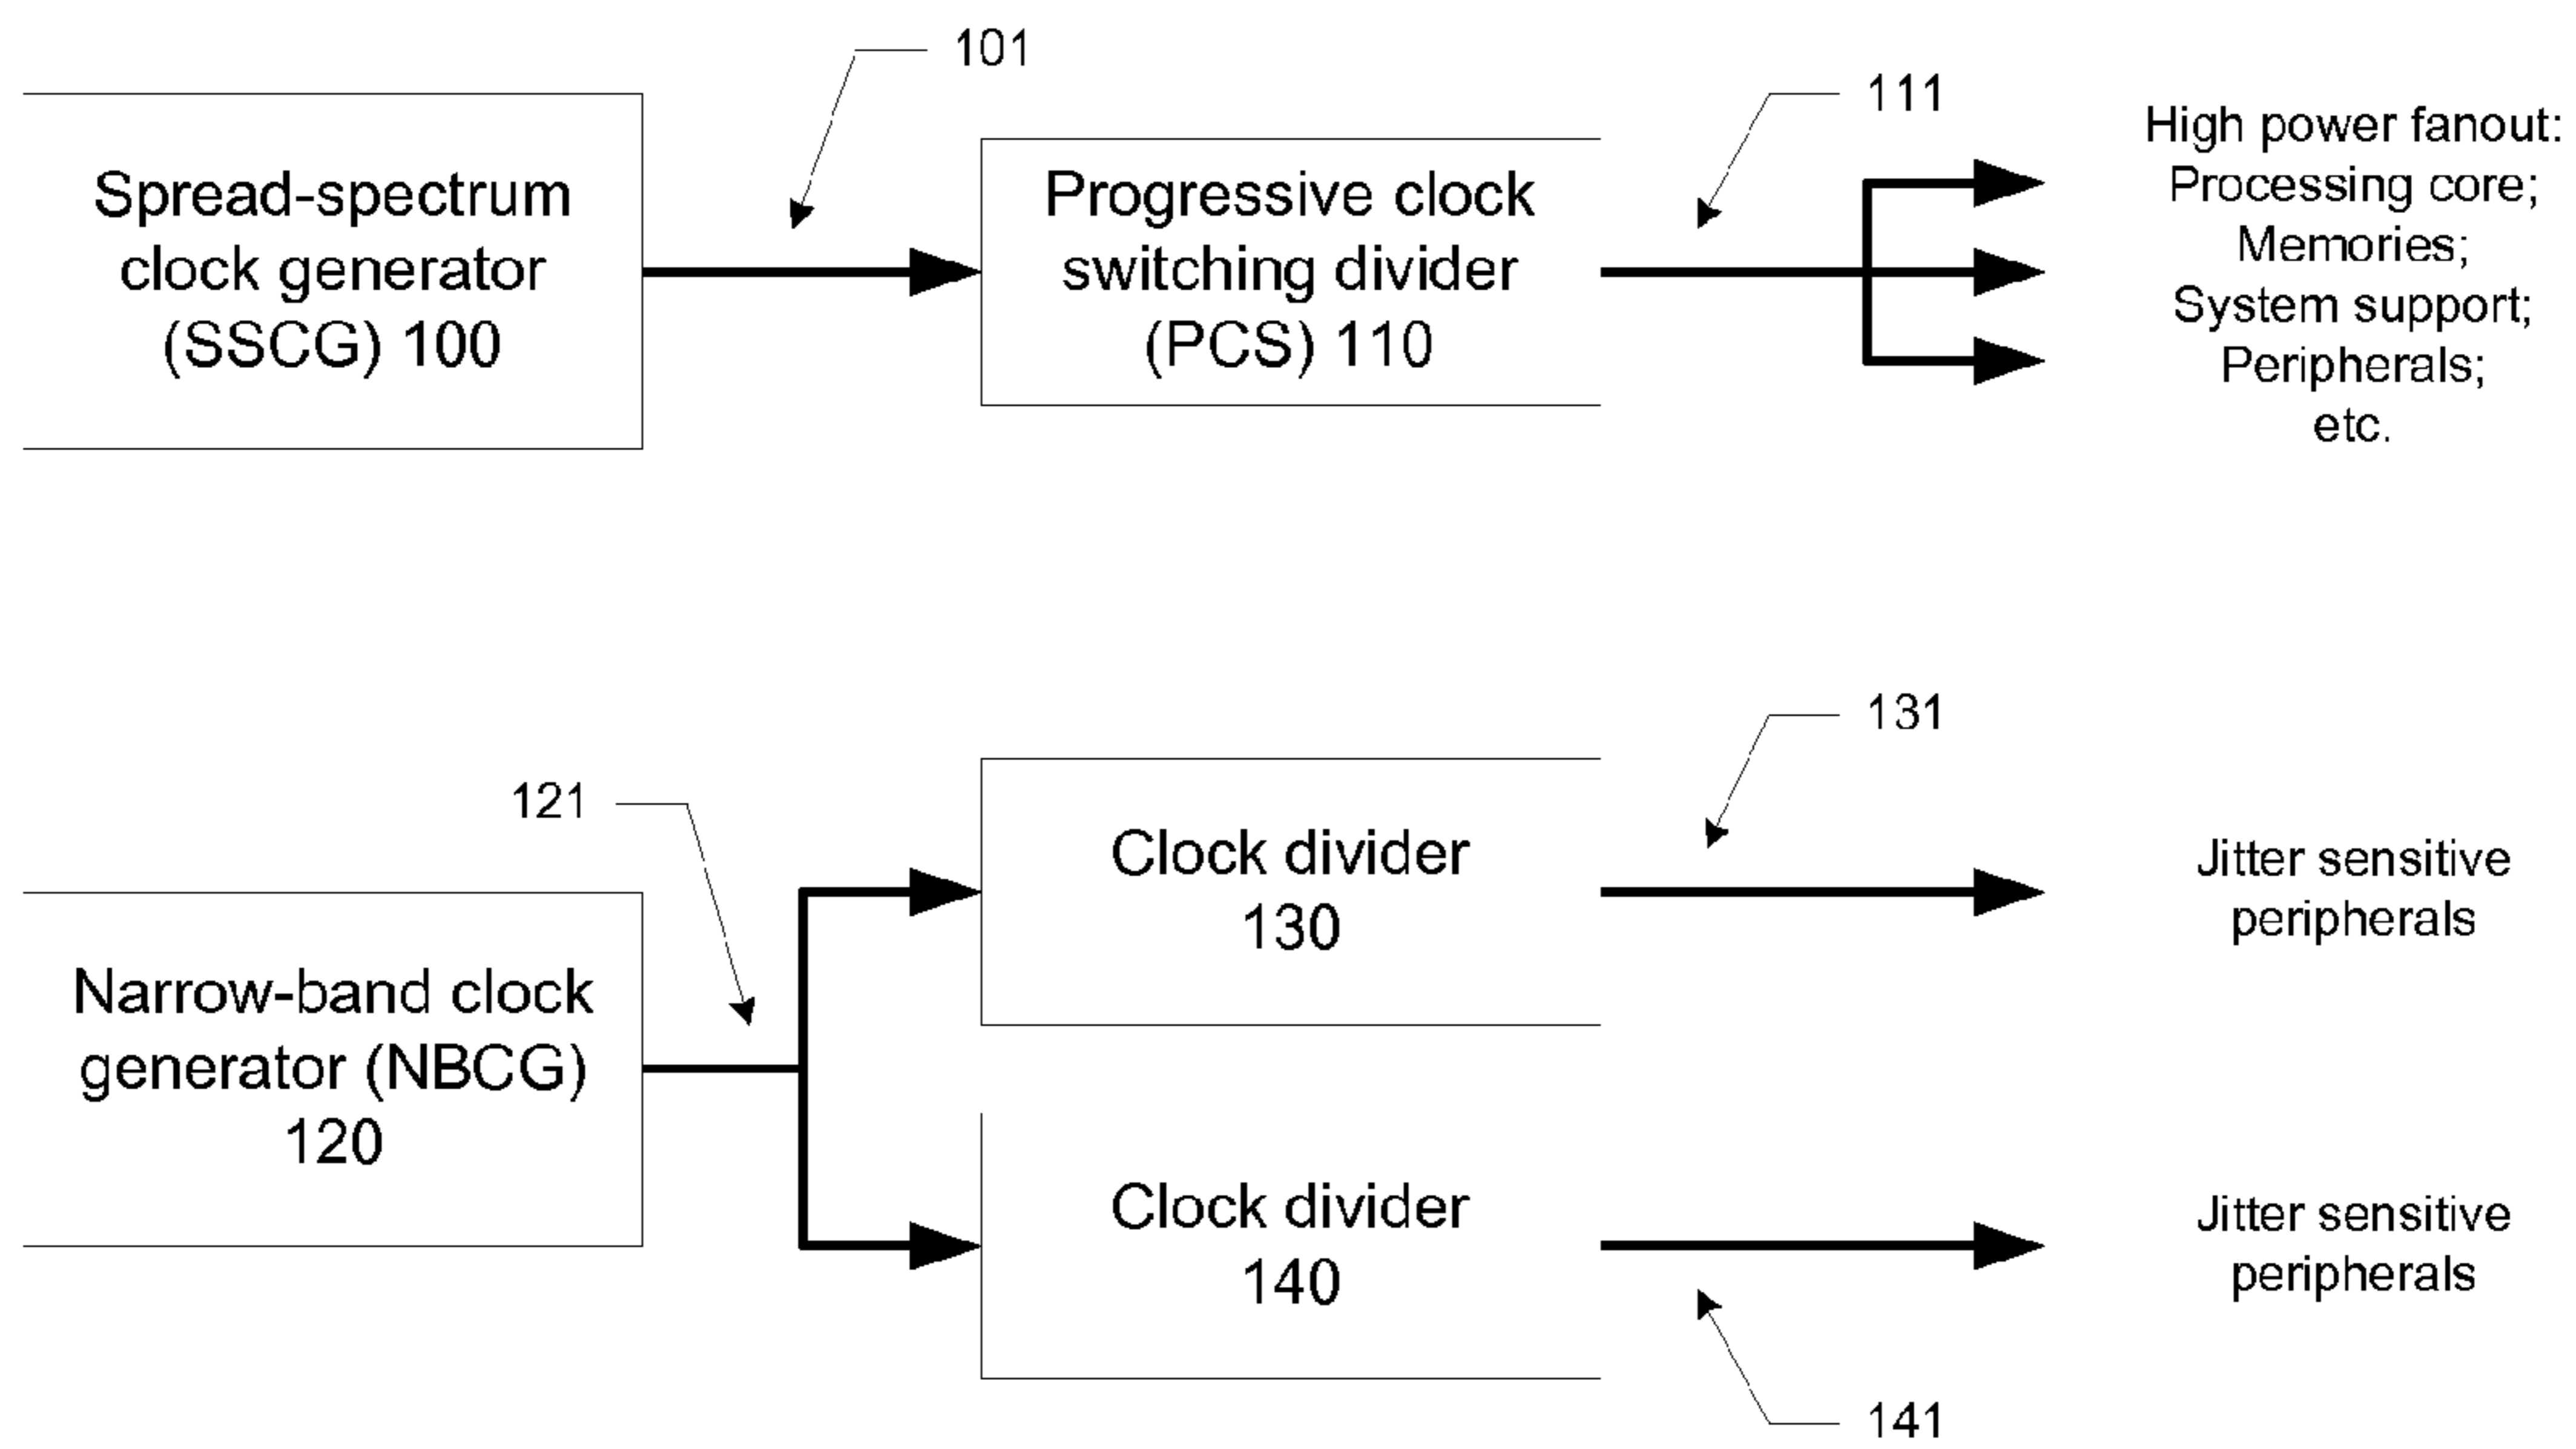 101
111
Spread-spectrum
clock generator
(SSCG) 100
Progressive clock
switching divider
(PCS) 110
High power fanout:
Processing core;
Memories;
System support;
Peripherals;
etc.
121
131
Narrow-band clock
generator (NBCG)
120
Clock divider
130
Jitter sensitive
peripherals
Clock divider
140
Jitter sensitive
peripherals
141